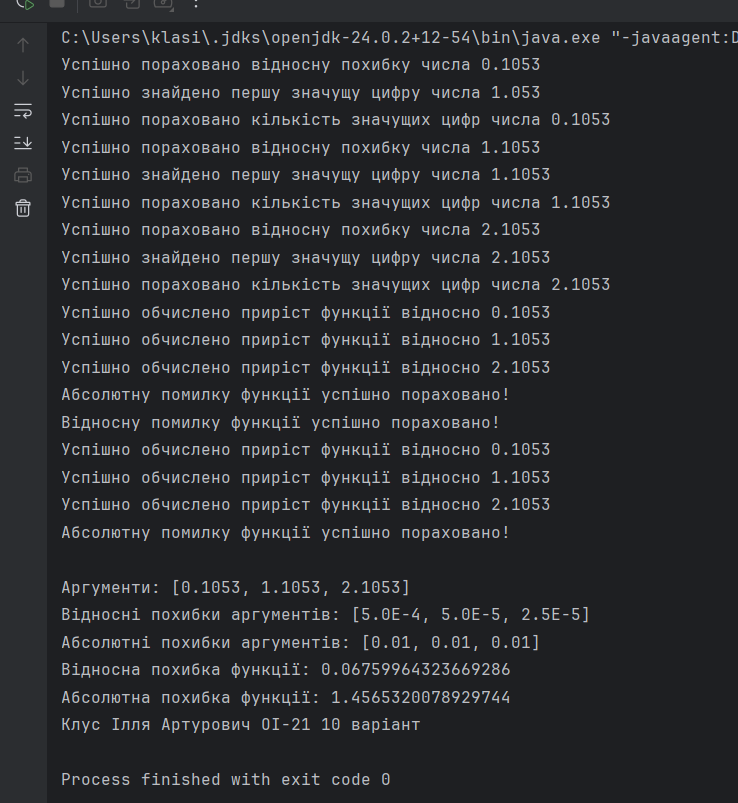 C:\Users\klasi\.jdks\openjdk-24.0.2+12-54\bin\java.exe "-javaagent:D
Успішно пораховано відносну похибку числа 0.1053
Успішно знайдено першу значущу цифру числа 1.053
Успішно пораховано кількість значущих цифр числа 0.1053
Успішно пораховано відносну похибку числа 1.1053
Успішно знайдено першу значущу цифру числа 1.1053
Успішно пораховано кількість значущих цифр числа 1.1053
Успішно пораховано відносну похибку числа 2.1053
Успішно знайдено першу значущу цифру числа 2.1053
Успішно пораховано кількість значущих цифр числа 2.1053
Успішно обчислено приріст функції відносно 0.1053
Успішно обчислено приріст функції відносно 1.1053
Успішно обчислено приріст функції відносно 2.1053
Абсолютну помилку функції успішно пораховано!
Відносну помилку функції успішно пораховано!
Успішно обчислено приріст функції відносно 0.1053
Успішно обчислено приріст функції відносно 1.1053
Успішно обчислено приріст функції відносно 2.1053
Абсолютну помилку функції успішно пораховано!
Аргументи: [0.1053, 1.1053, 2.1053]
Відносні похибки аргументів: [5.0E-4, 5.0E-5, 2.5E-5]
Абсолютні похибки аргументів: [0.01, 0.01, 0.01]
Відносна похибка функції: 0.06759964323669286
Абсолютна похибка функції: 1.4565320078929744
Клус Ілля Артурович ОІ-21 10 варіант
Process finished with exit code 0